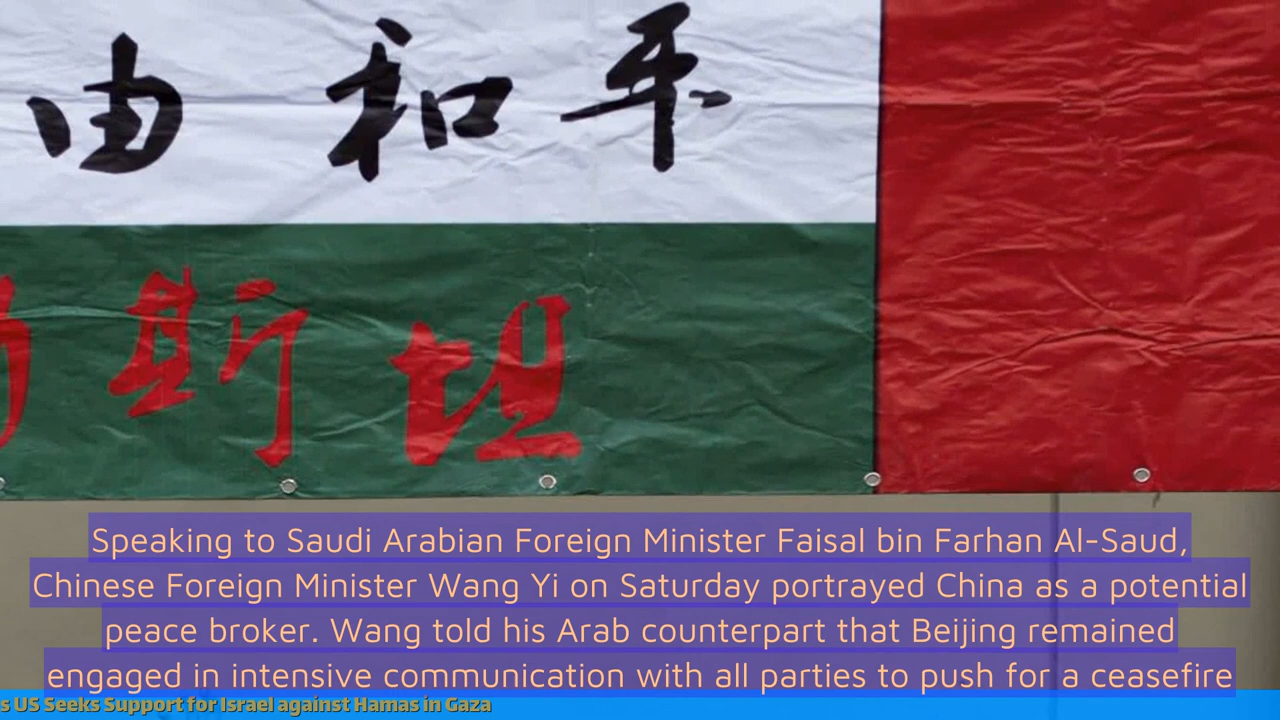 由和平
斯坦
Speaking to Saudi Arabian Foreign Minister Faisal bin Farhan Al-Saud,
Chinese Foreign Minister Wang Yi on Saturday portrayed China as a potential
peace broker. Wang told his Arab counterpart that Beijing remained
engaged in intensive communication with all parties to push for a ceasefire
s US Seeks Support for Israel against Hamas in Gaza